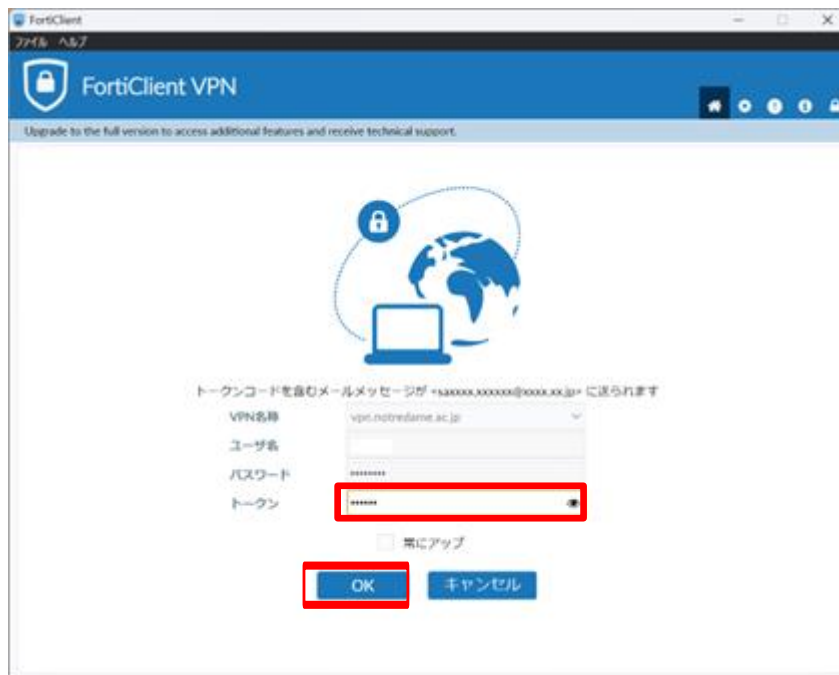 FortiClient
ファイル ヘルプ
FortiClient VPN
Upgrade to the full version to access additional features and receive technical support.
トークンコードを含むメールメッセージが <saxxxx.xxxxxx@xxxx.xx.jp> に送られます
VPN名称 vpn.notredame.ac.jp
ユーザ名
パスワード ••••••••
トークン ••••••
常にアップ
OK キャンセル